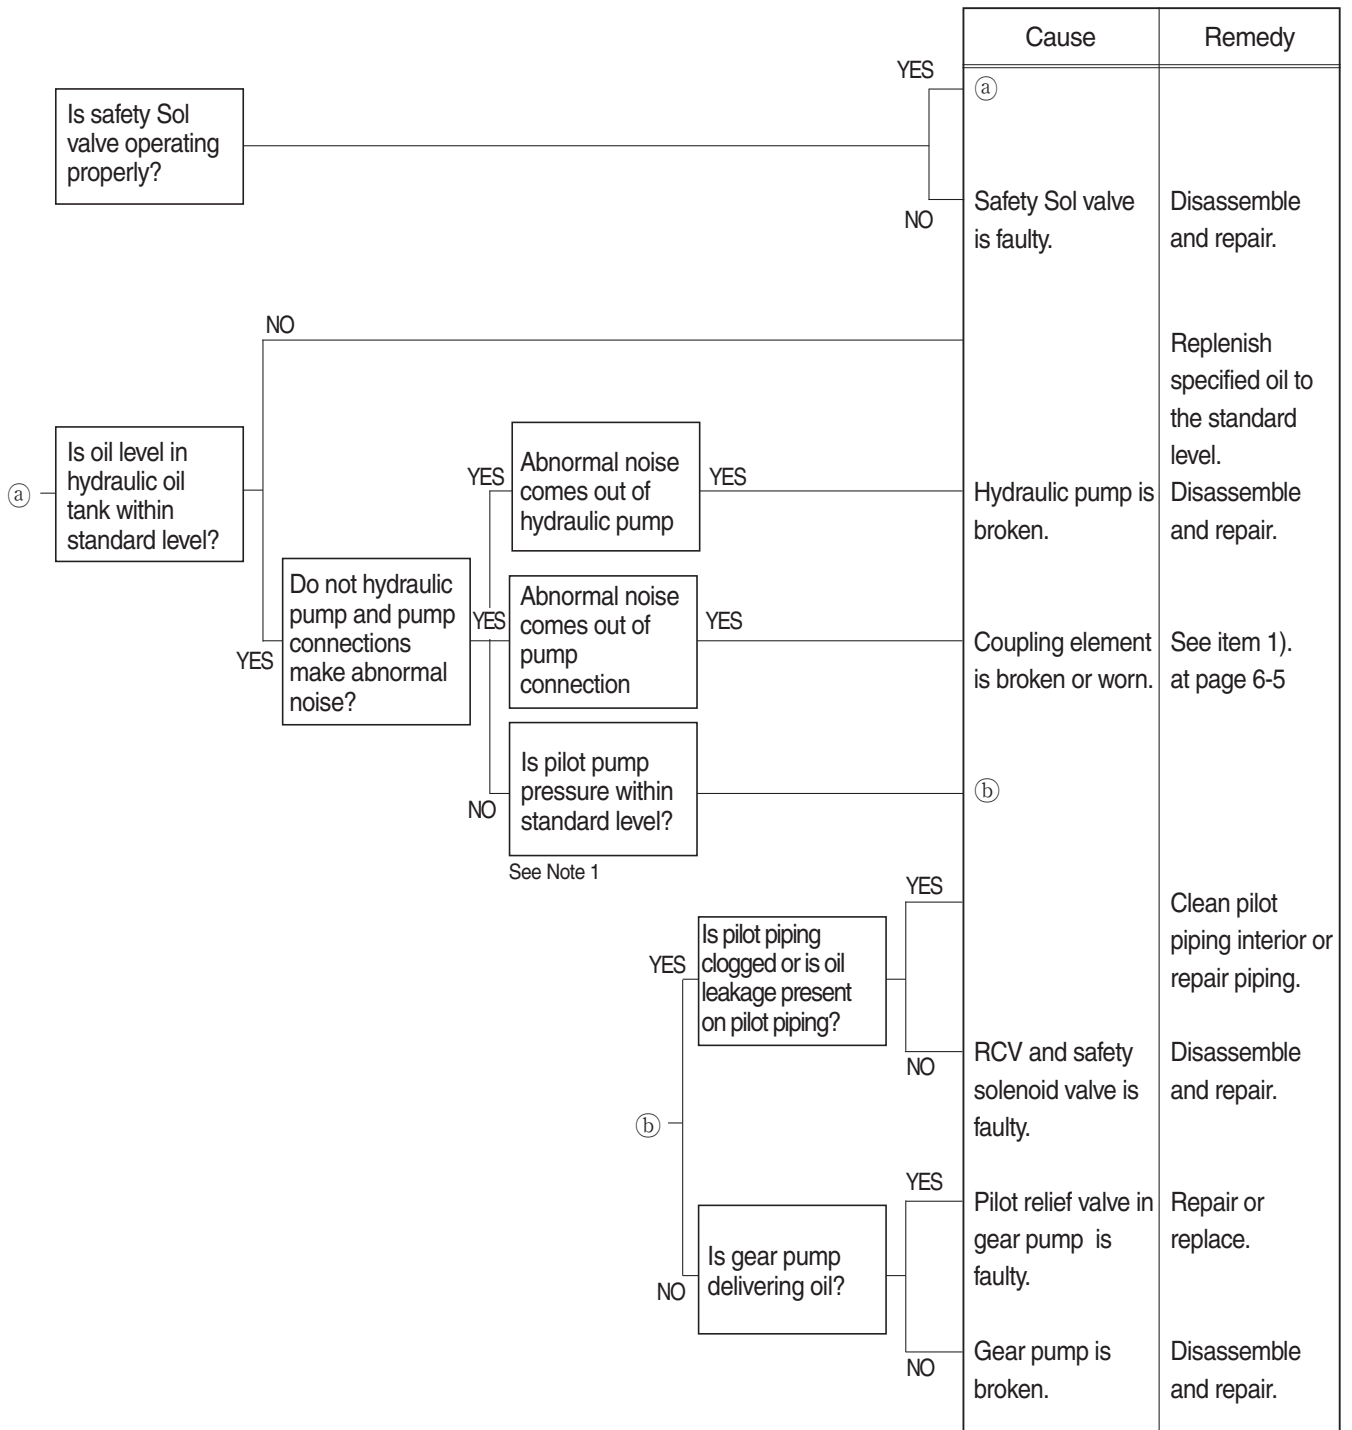 Cause
Remedy
YES
ⓐ
Is safety Sol
valve operating
properly?
NO
Safety Sol valve
is faulty.
Disassemble
and repair.
NO
Replenish
specified oil to
the standard
level.
ⓐ
Is oil level in
hydraulic oil
tank within
standard level?
YES
Abnormal noise
comes out of
hydraulic pump
YES
Hydraulic pump is
broken.
Disassemble
and repair.
YES
Do not hydraulic
pump and pump
connections
make abnormal
noise?
YES
Abnormal noise
comes out of
pump
connection
YES
Coupling element
is broken or worn.
See item 1).
at page 6-5
NO
Is pilot pump
pressure within
standard level?
ⓑ
See Note 1
YES
Is pilot piping
clogged or is oil
leakage present
on pilot piping?
YES
Clean pilot
piping interior or
repair piping.
NO
RCV and safety
solenoid valve is
faulty.
Disassemble
and repair.
ⓑ
NO
Is gear pump
delivering oil?
YES
Pilot relief valve in
gear pump is
faulty.
Repair or
replace.
NO
Gear pump is
broken.
Disassemble
and repair.